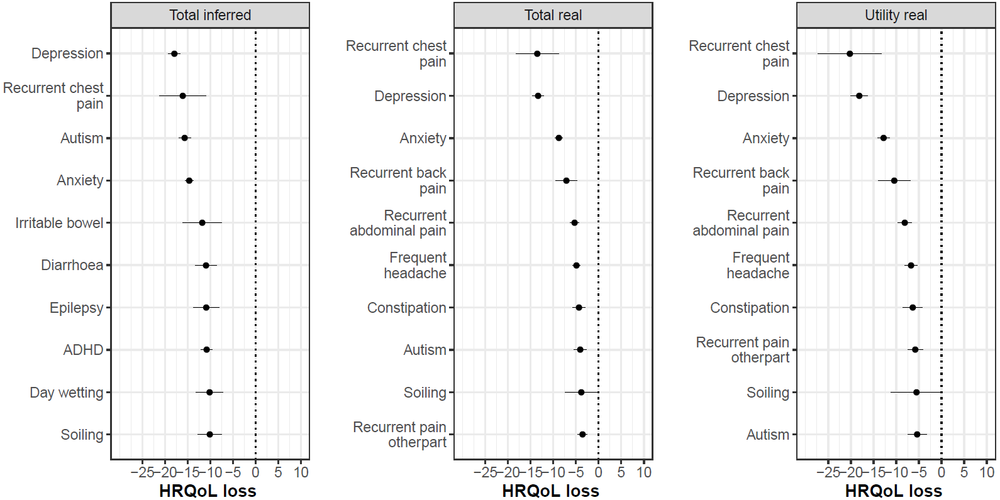 Total inferred
Depression
Recurrent chest
pain
Autism
Anxiety
Irritable bowel
Diarrhoea
Epilepsy
ADHD
Day wetting
Soiling
−25−20−15−10−5 0 5 10
HRQoL loss
Total real
Recurrent chest
pain
Depression
Anxiety
Recurrent back
pain
Recurrent
abdominal pain
Frequent
headache
Constipation
Autism
Soiling
Recurrent pain
otherpart
−25−20−15−10−5 0 5 10
HRQoL loss
Utility real
Recurrent chest
pain
Depression
Anxiety
Recurrent back
pain
Recurrent
abdominal pain
Frequent
headache
Constipation
Recurrent pain
otherpart
Soiling
Autism
−25−20−15−10−5 0 5 10
HRQoL loss